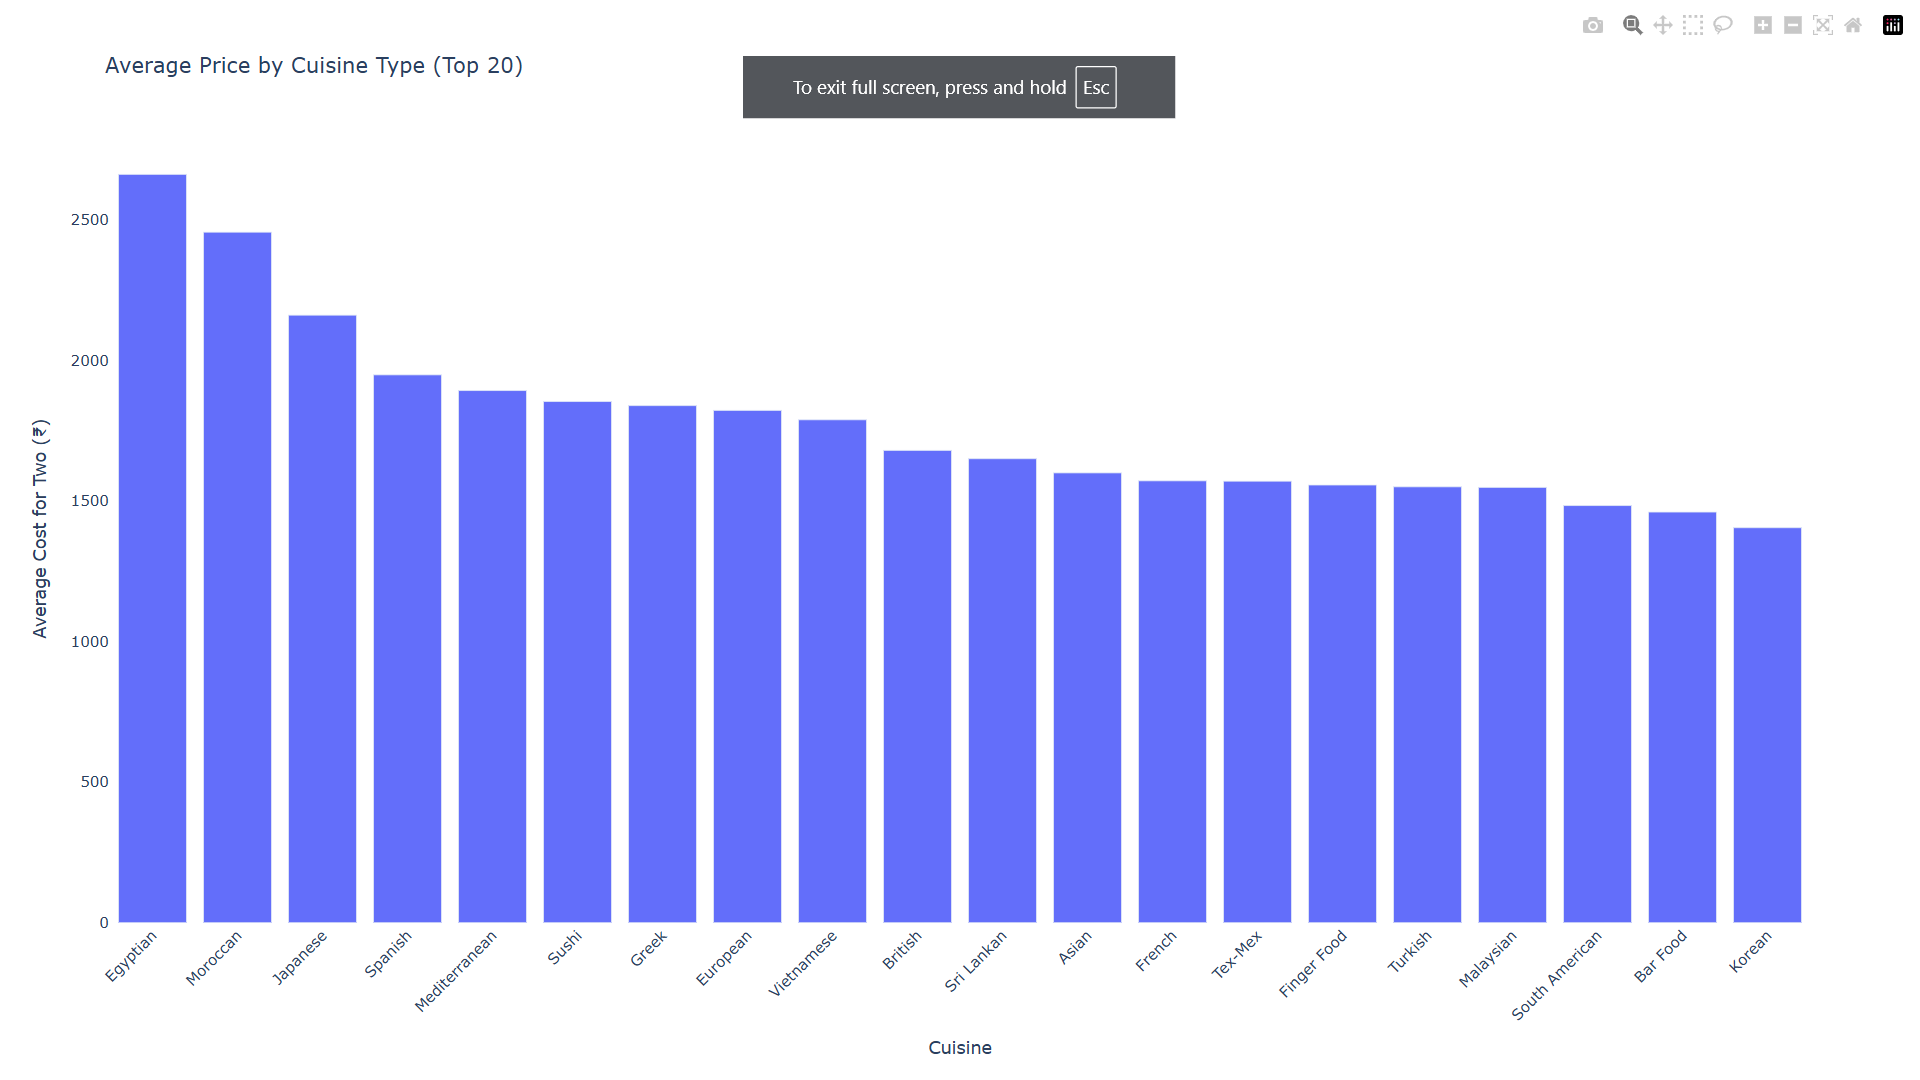 Average Price by Cuisine Type (Top 20)
To exit full screen, press and hold Esc
Average Cost for Two (₹)
2500
2000
1500
1000
500
0
Egyptian
Moroccan
Japanese
Spanish
Mediterranean
Sushi
Greek
European
Vietnamese
British
Sri Lankan
Asian
French
Tex-Mex
Finger Food
Turkish
Malaysian
South American
Bar Food
Korean
Cuisine